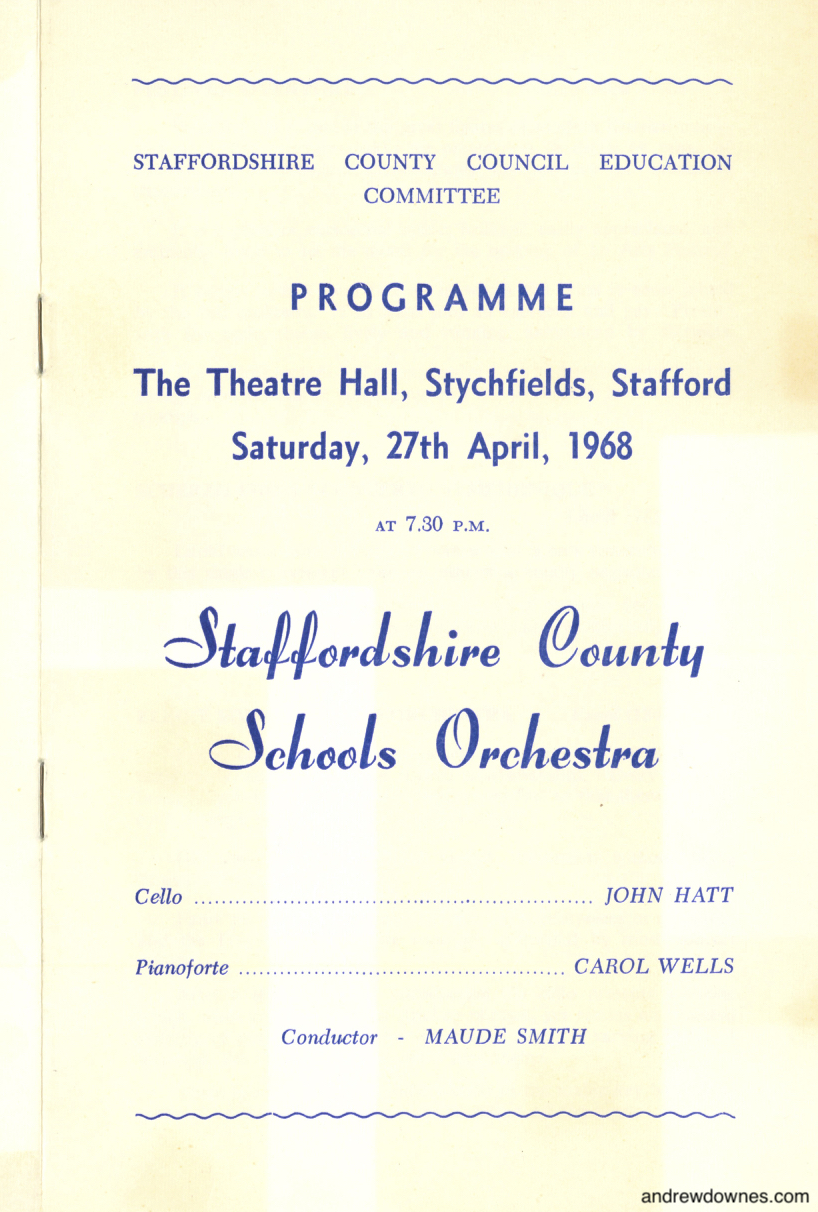 STAFFORDSHIRE COUNTY COUNCIL EDUCATION
COMMITTEE
PROGRAMME
The Theatre Hall, Stychfields, Stafford
Saturday, 27th April, 1968
AT 7.30 P.M.
Staffordshire County
Schools Orchestra
Cello .......................................................... JOHN HATT
Pianoforte ............................................... CAROL WELLS
Conductor - MAUDE SMITH
andrewdownes.com